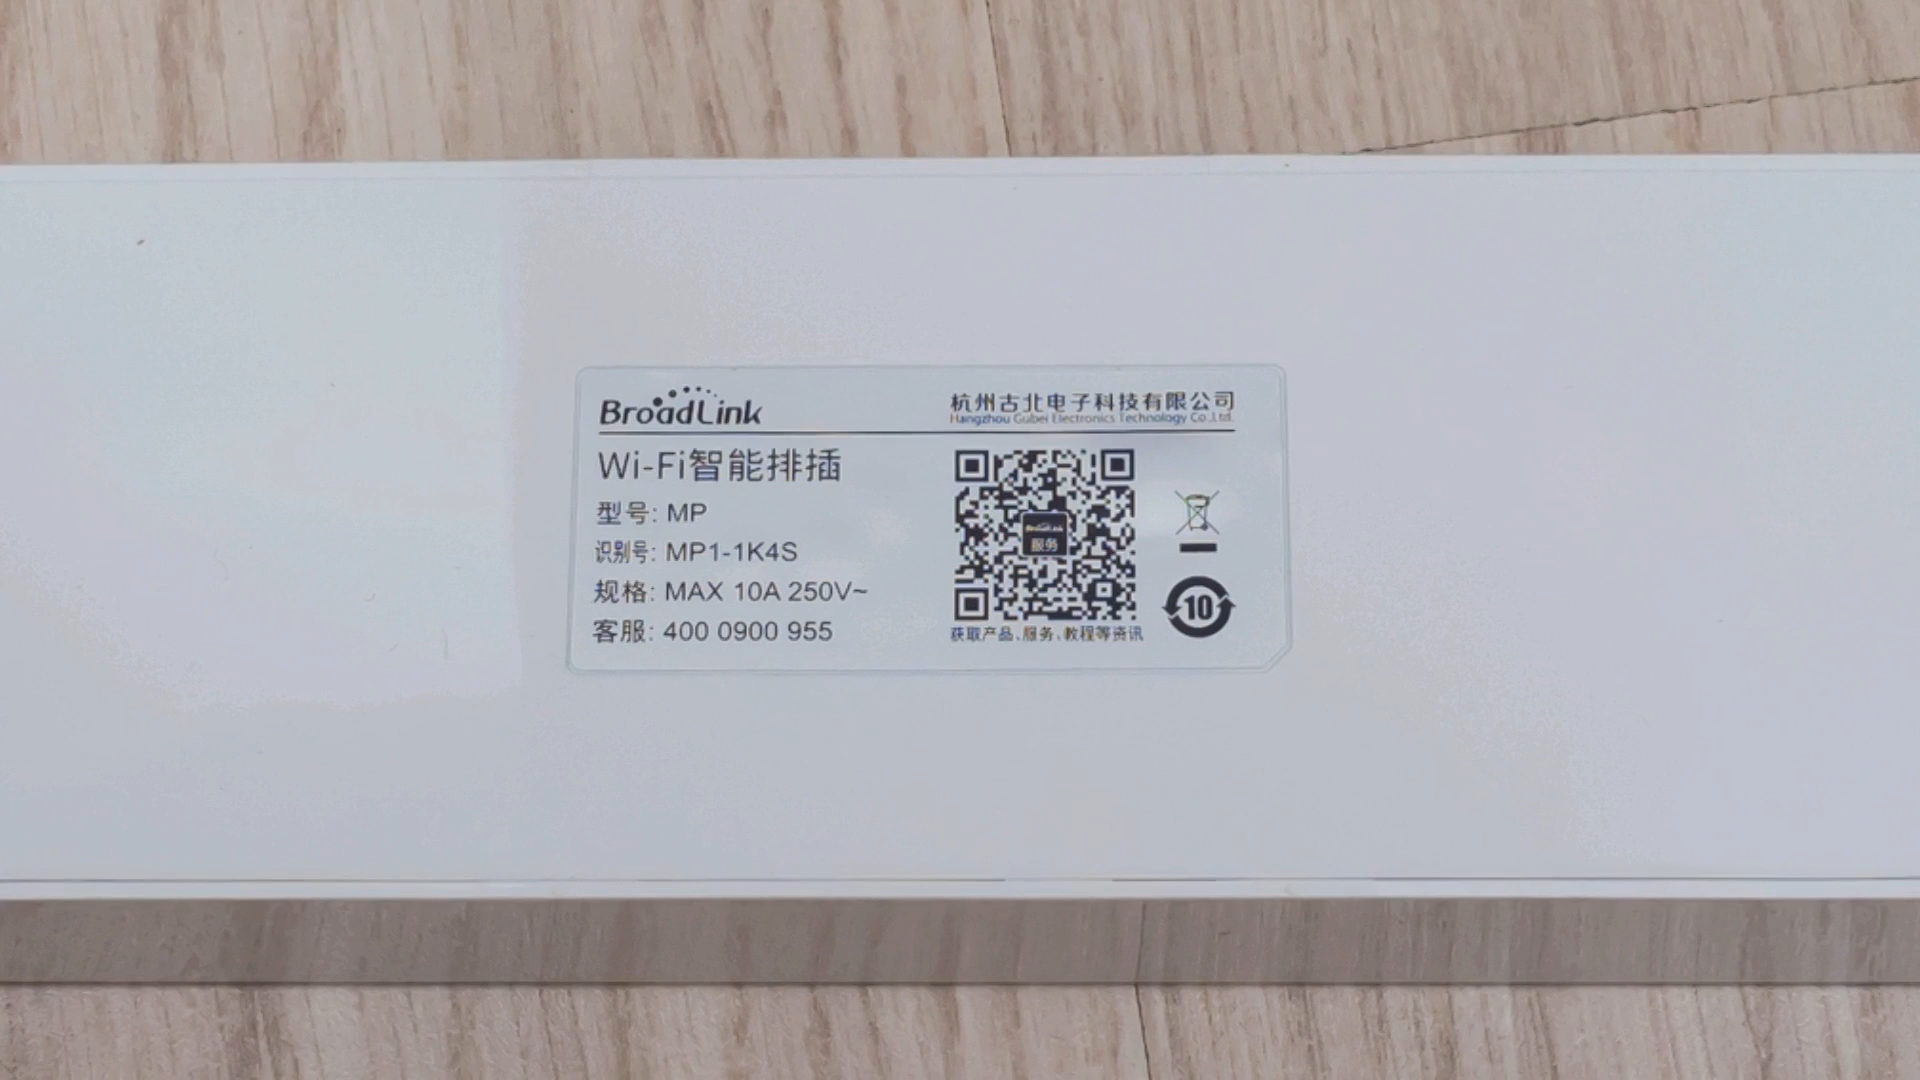 BroadLink
杭州古北电子科技有限公司
Hangzhou Gubei Electronics Technology Co.,Ltd.
Wi-Fi智能排插
型号: MP
识别号: MP1-1K4S
规格: MAX 10A 250V~
客服: 400 0900 955
BroadLink
服务
获取产品、服务、教程等资讯
10